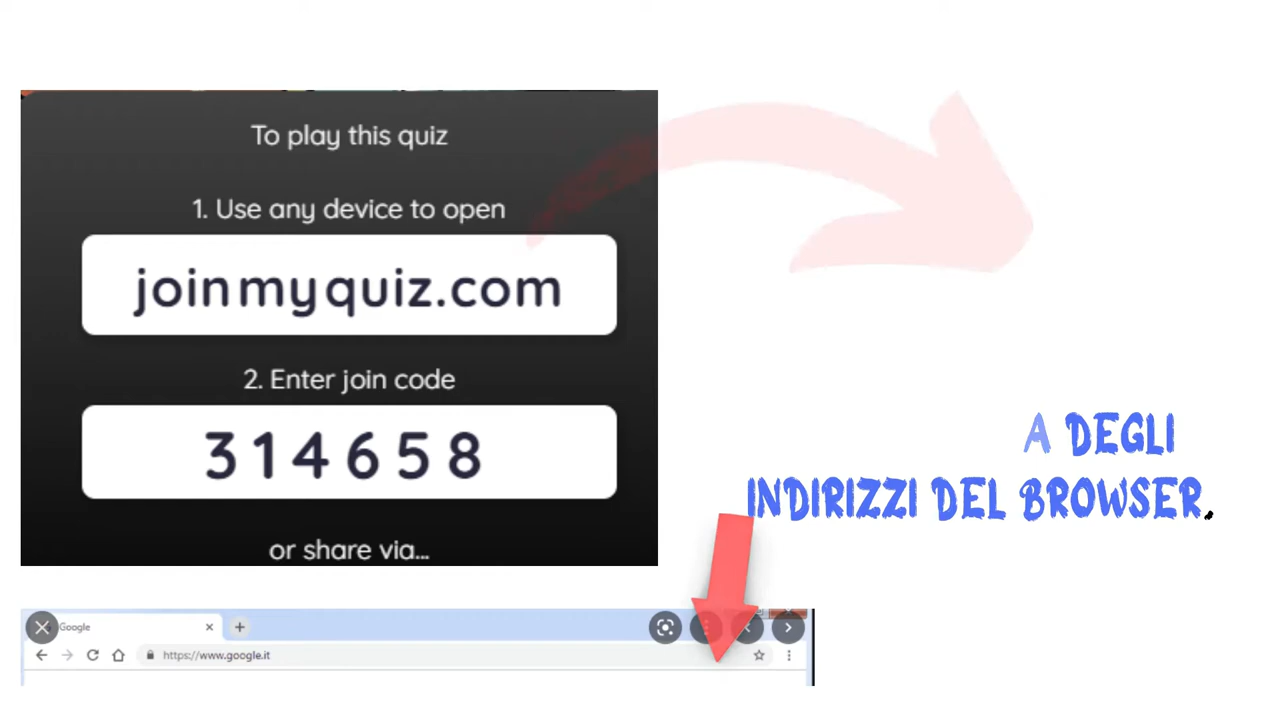 To play this quiz
1. Use any device to open
joinmyquiz.com
2. Enter join code
314658
or share via...
A DEGLI
INDIRIZZI DEL BROWSER.
Google
https://www.google.it